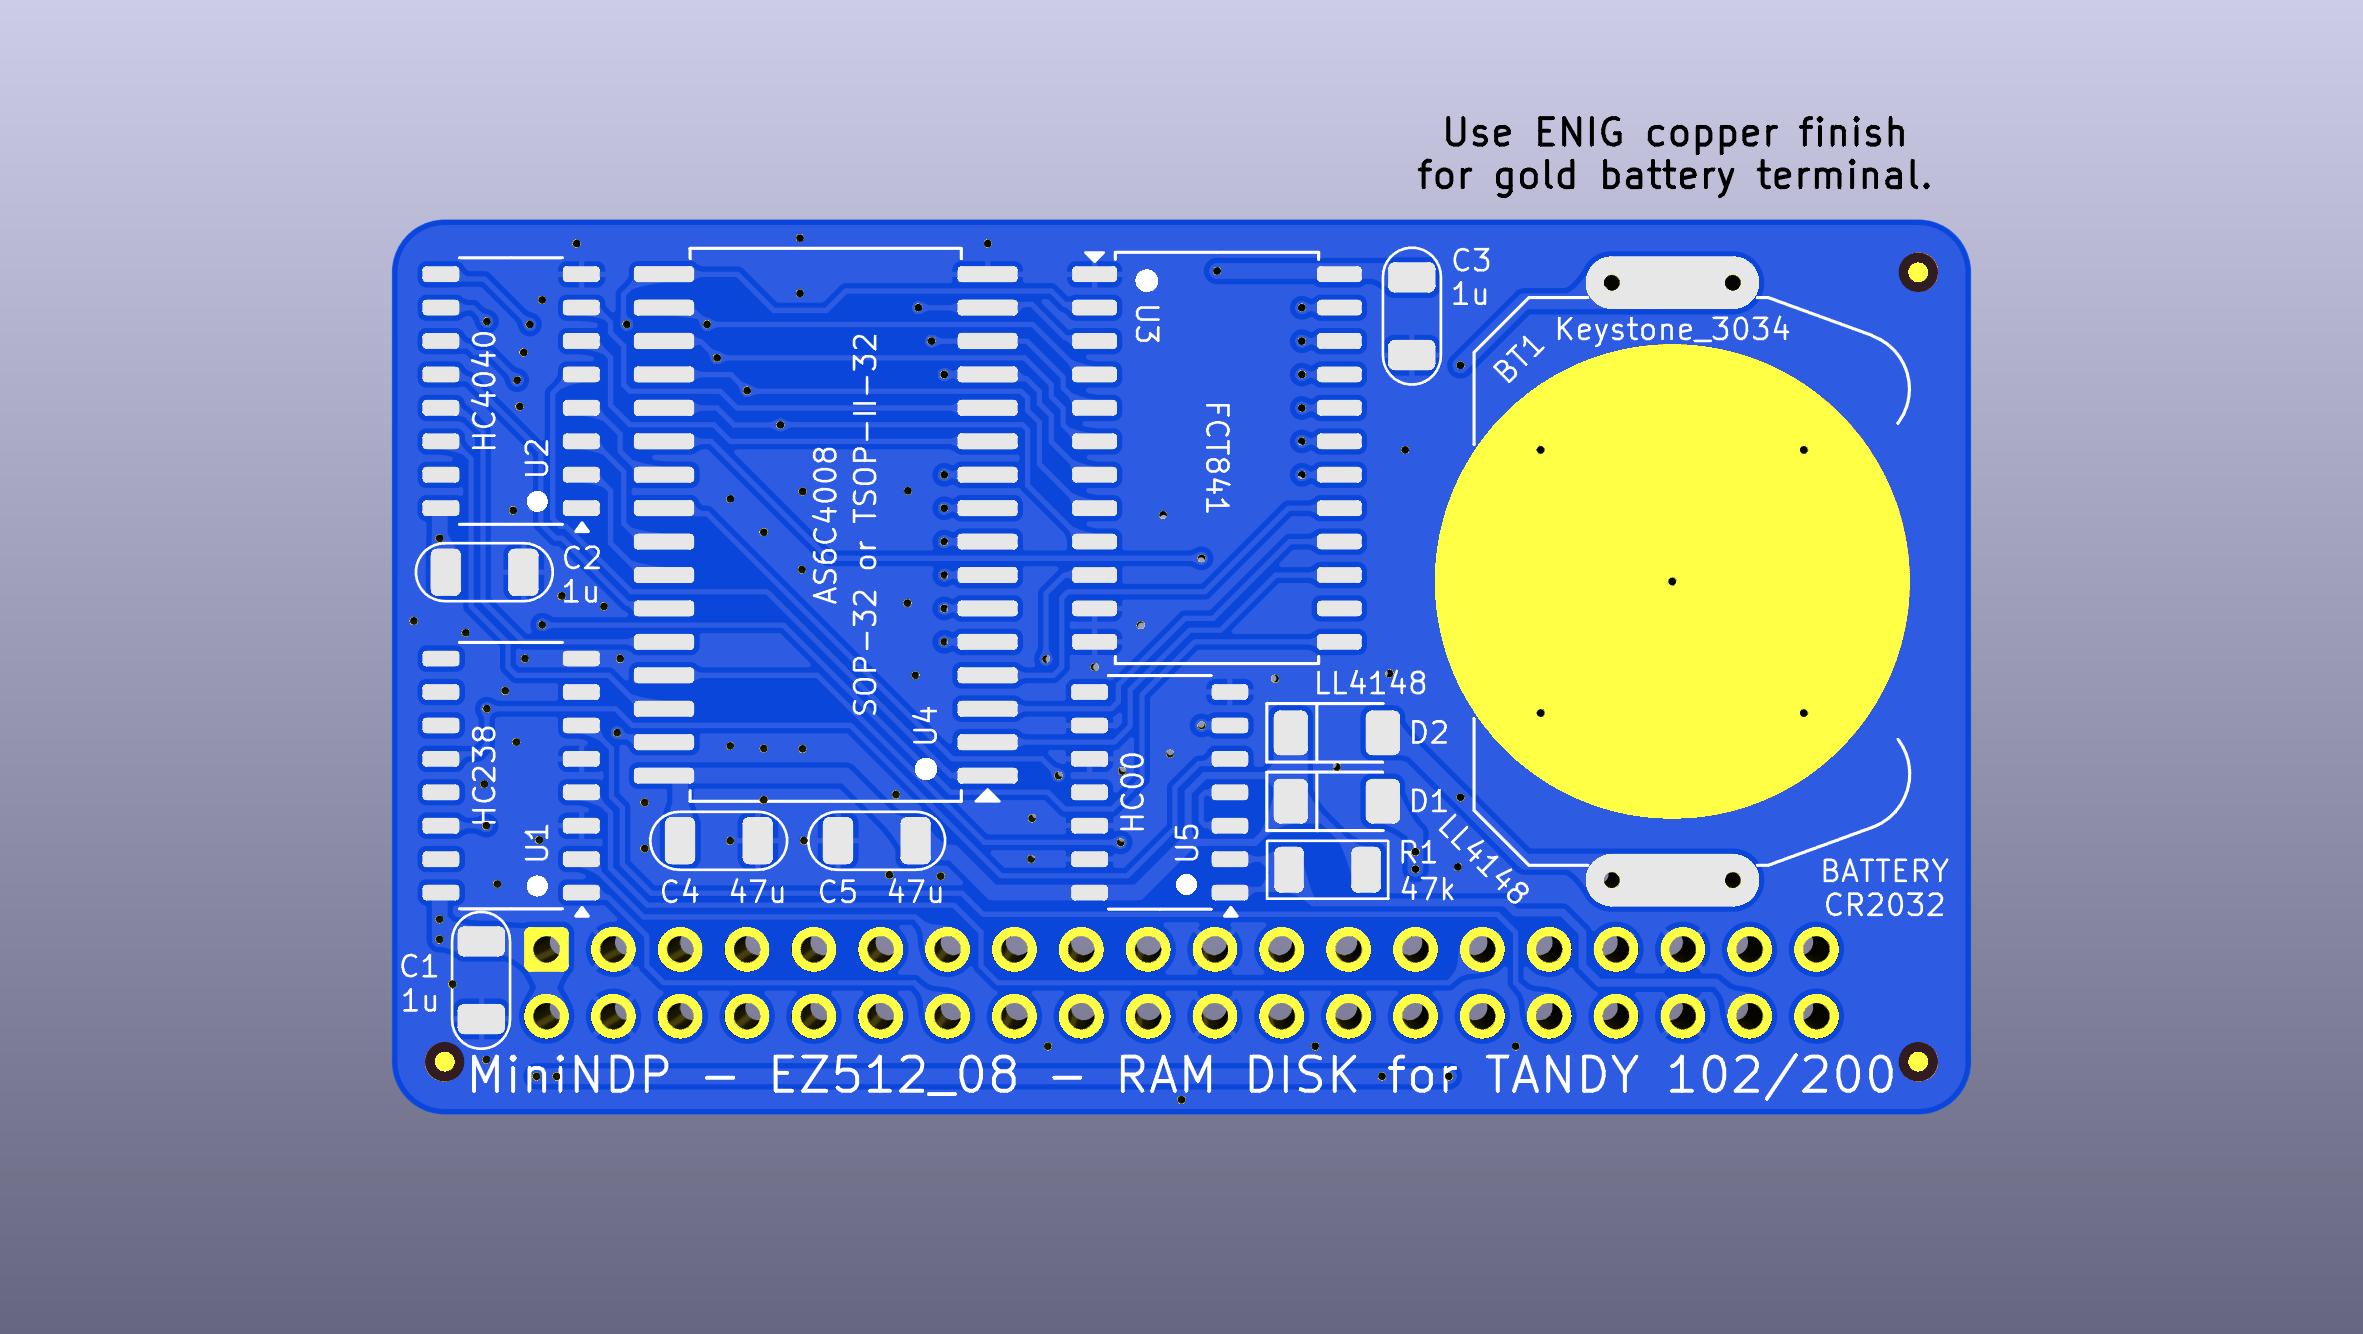 Use ENIG copper finish
for gold battery terminal.
C3
1u
Keystone_3034
BT1
U3
HC4040
U2
AS6C4008
SOP-32 or TSOP-II-32
U4
FCT841
C2
1u
LL4148
D2
D1
LL4148
HC238
U1
HC00
U5
R1
47k
C4
47u
C5
47u
BATTERY
CR2032
C1
1u
MiniNDP - EZ512_08 - RAM DISK for TANDY 102/200